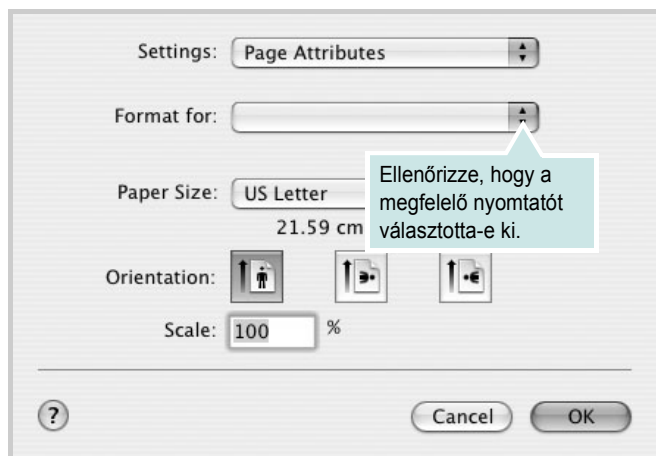 Settings: Page Attributes
Format for:
Ellenőrizze, hogy a
megfelelő nyomtatót
választotta-e ki.
Paper Size: US Letter
21.59 cm
Orientation:
Scale: 100 %
? Cancel OK